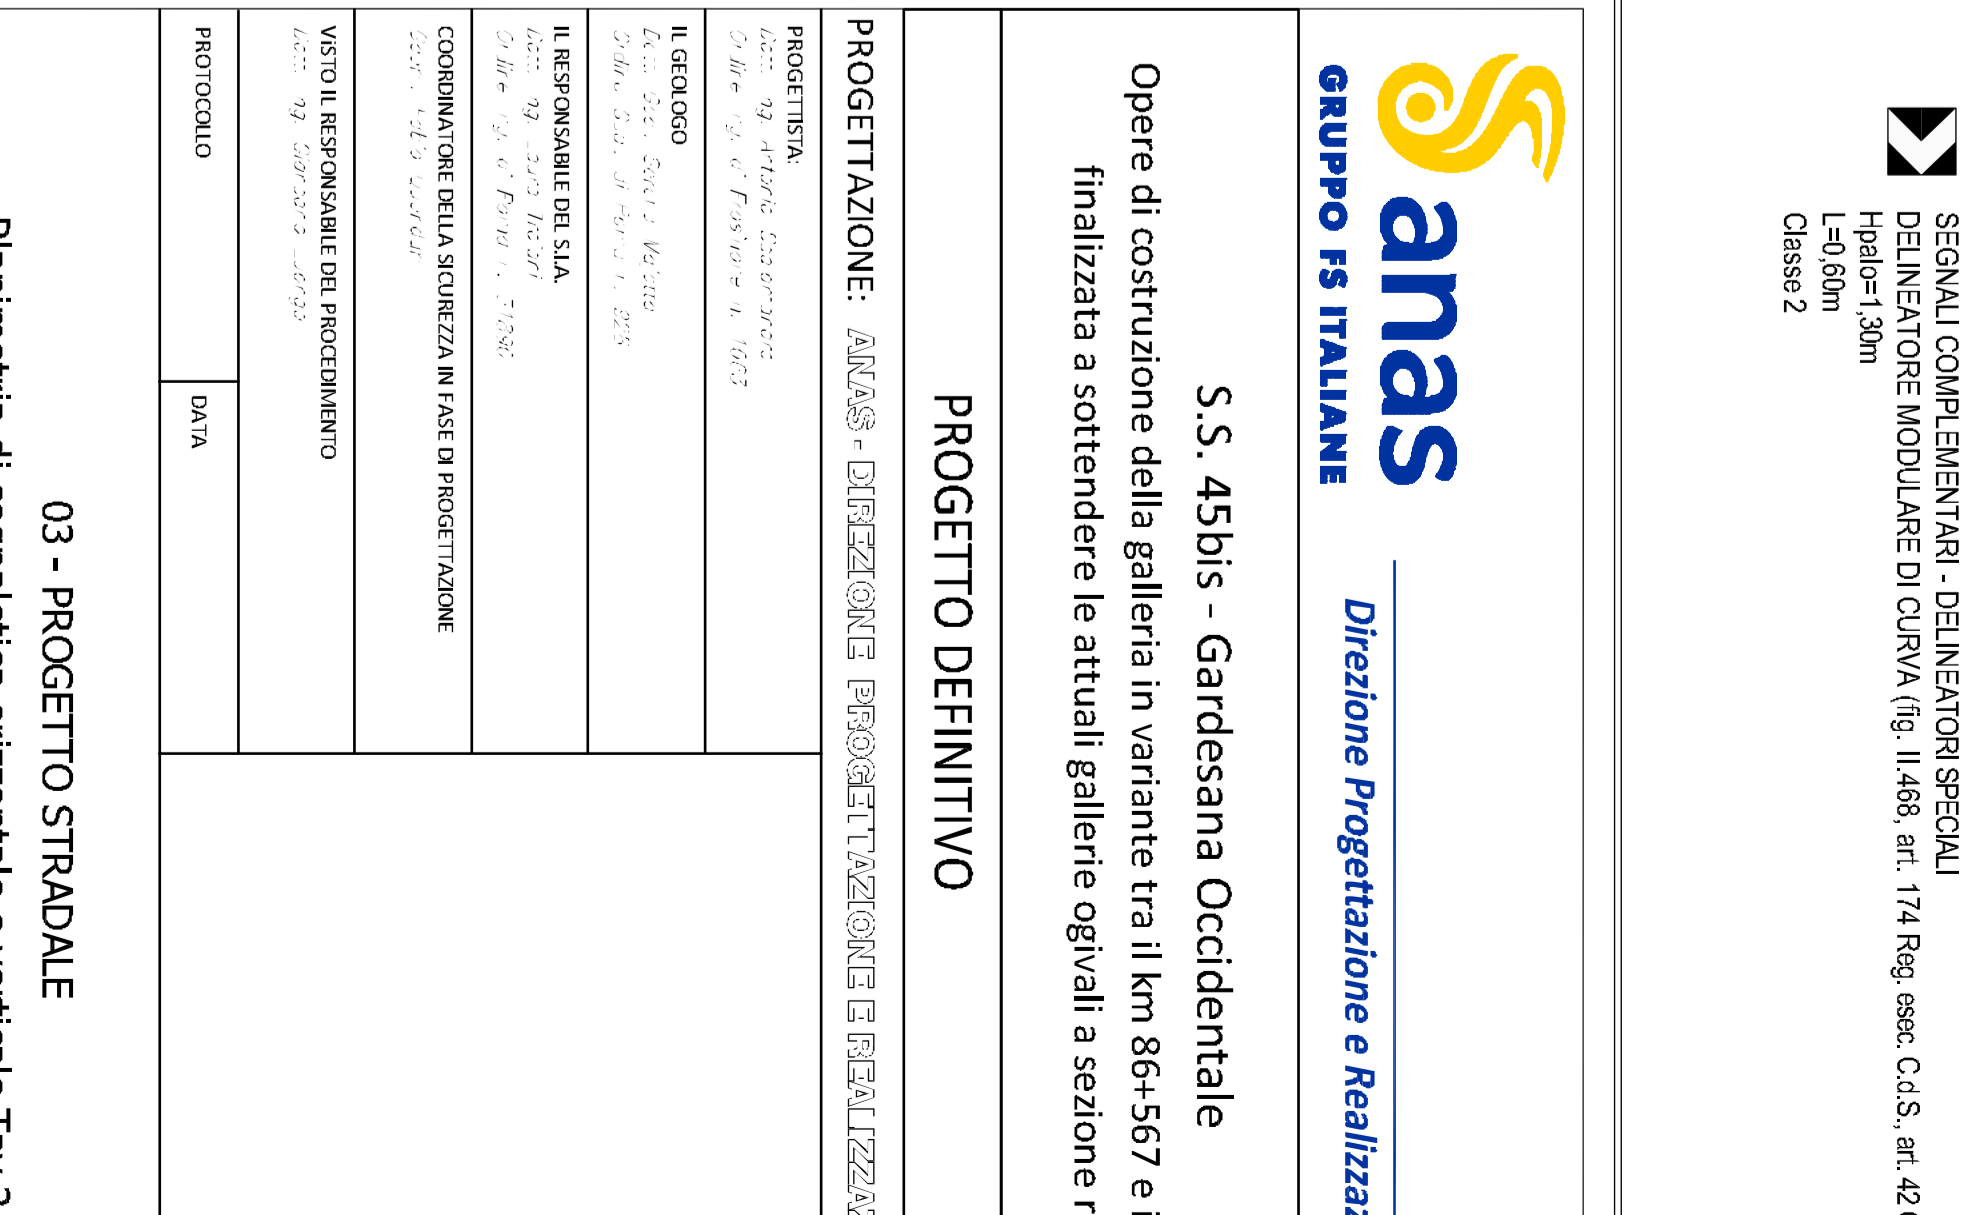 SEGNALI COMPLEMENTARI - DELINEATORI SPECIALI
DELINEATORE MODULARE DI CURVA (fig. II.468, art. 174 Reg. esec. C.d.S., art. 42
Hpalo=1,30m
L=0,60m
Classe 2
anas
GRUPPO FS ITALIANE
Direzione Progettazione e Realizzaz
S.S. 45bis - Gardesana Occidentale
Opere di costruzione della galleria in variante tra il km 86+567 e i
finalizzata a sottendere le attuali gallerie ogivali a sezione r
PROGETTO DEFINITIVO
PROGETTAZIONE: ANAS - DIREZIONE PROGETTAZIONE E REALIZZAZ
PROGETTISTA:
IL GEOLOGO
IL RESPONSABILE DEL S.I.A.
COORDINATORE DELLA SICUREZZA IN FASE DI PROGETTAZIONE
VISTO IL RESPONSABILE DEL PROCEDIMENTO
PROTOCOLLO
DATA
03 - PROGETTO STRADALE